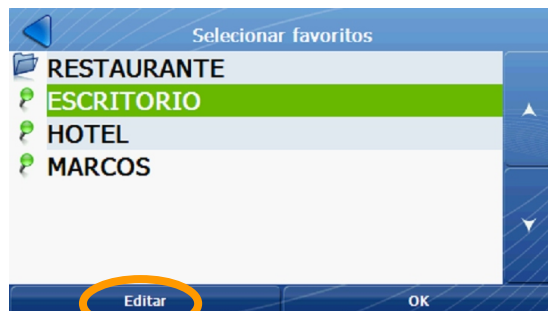 Selecionar favoritos
RESTAURANTE
ESCRITORIO
HOTEL
MARCOS
Editar
OK